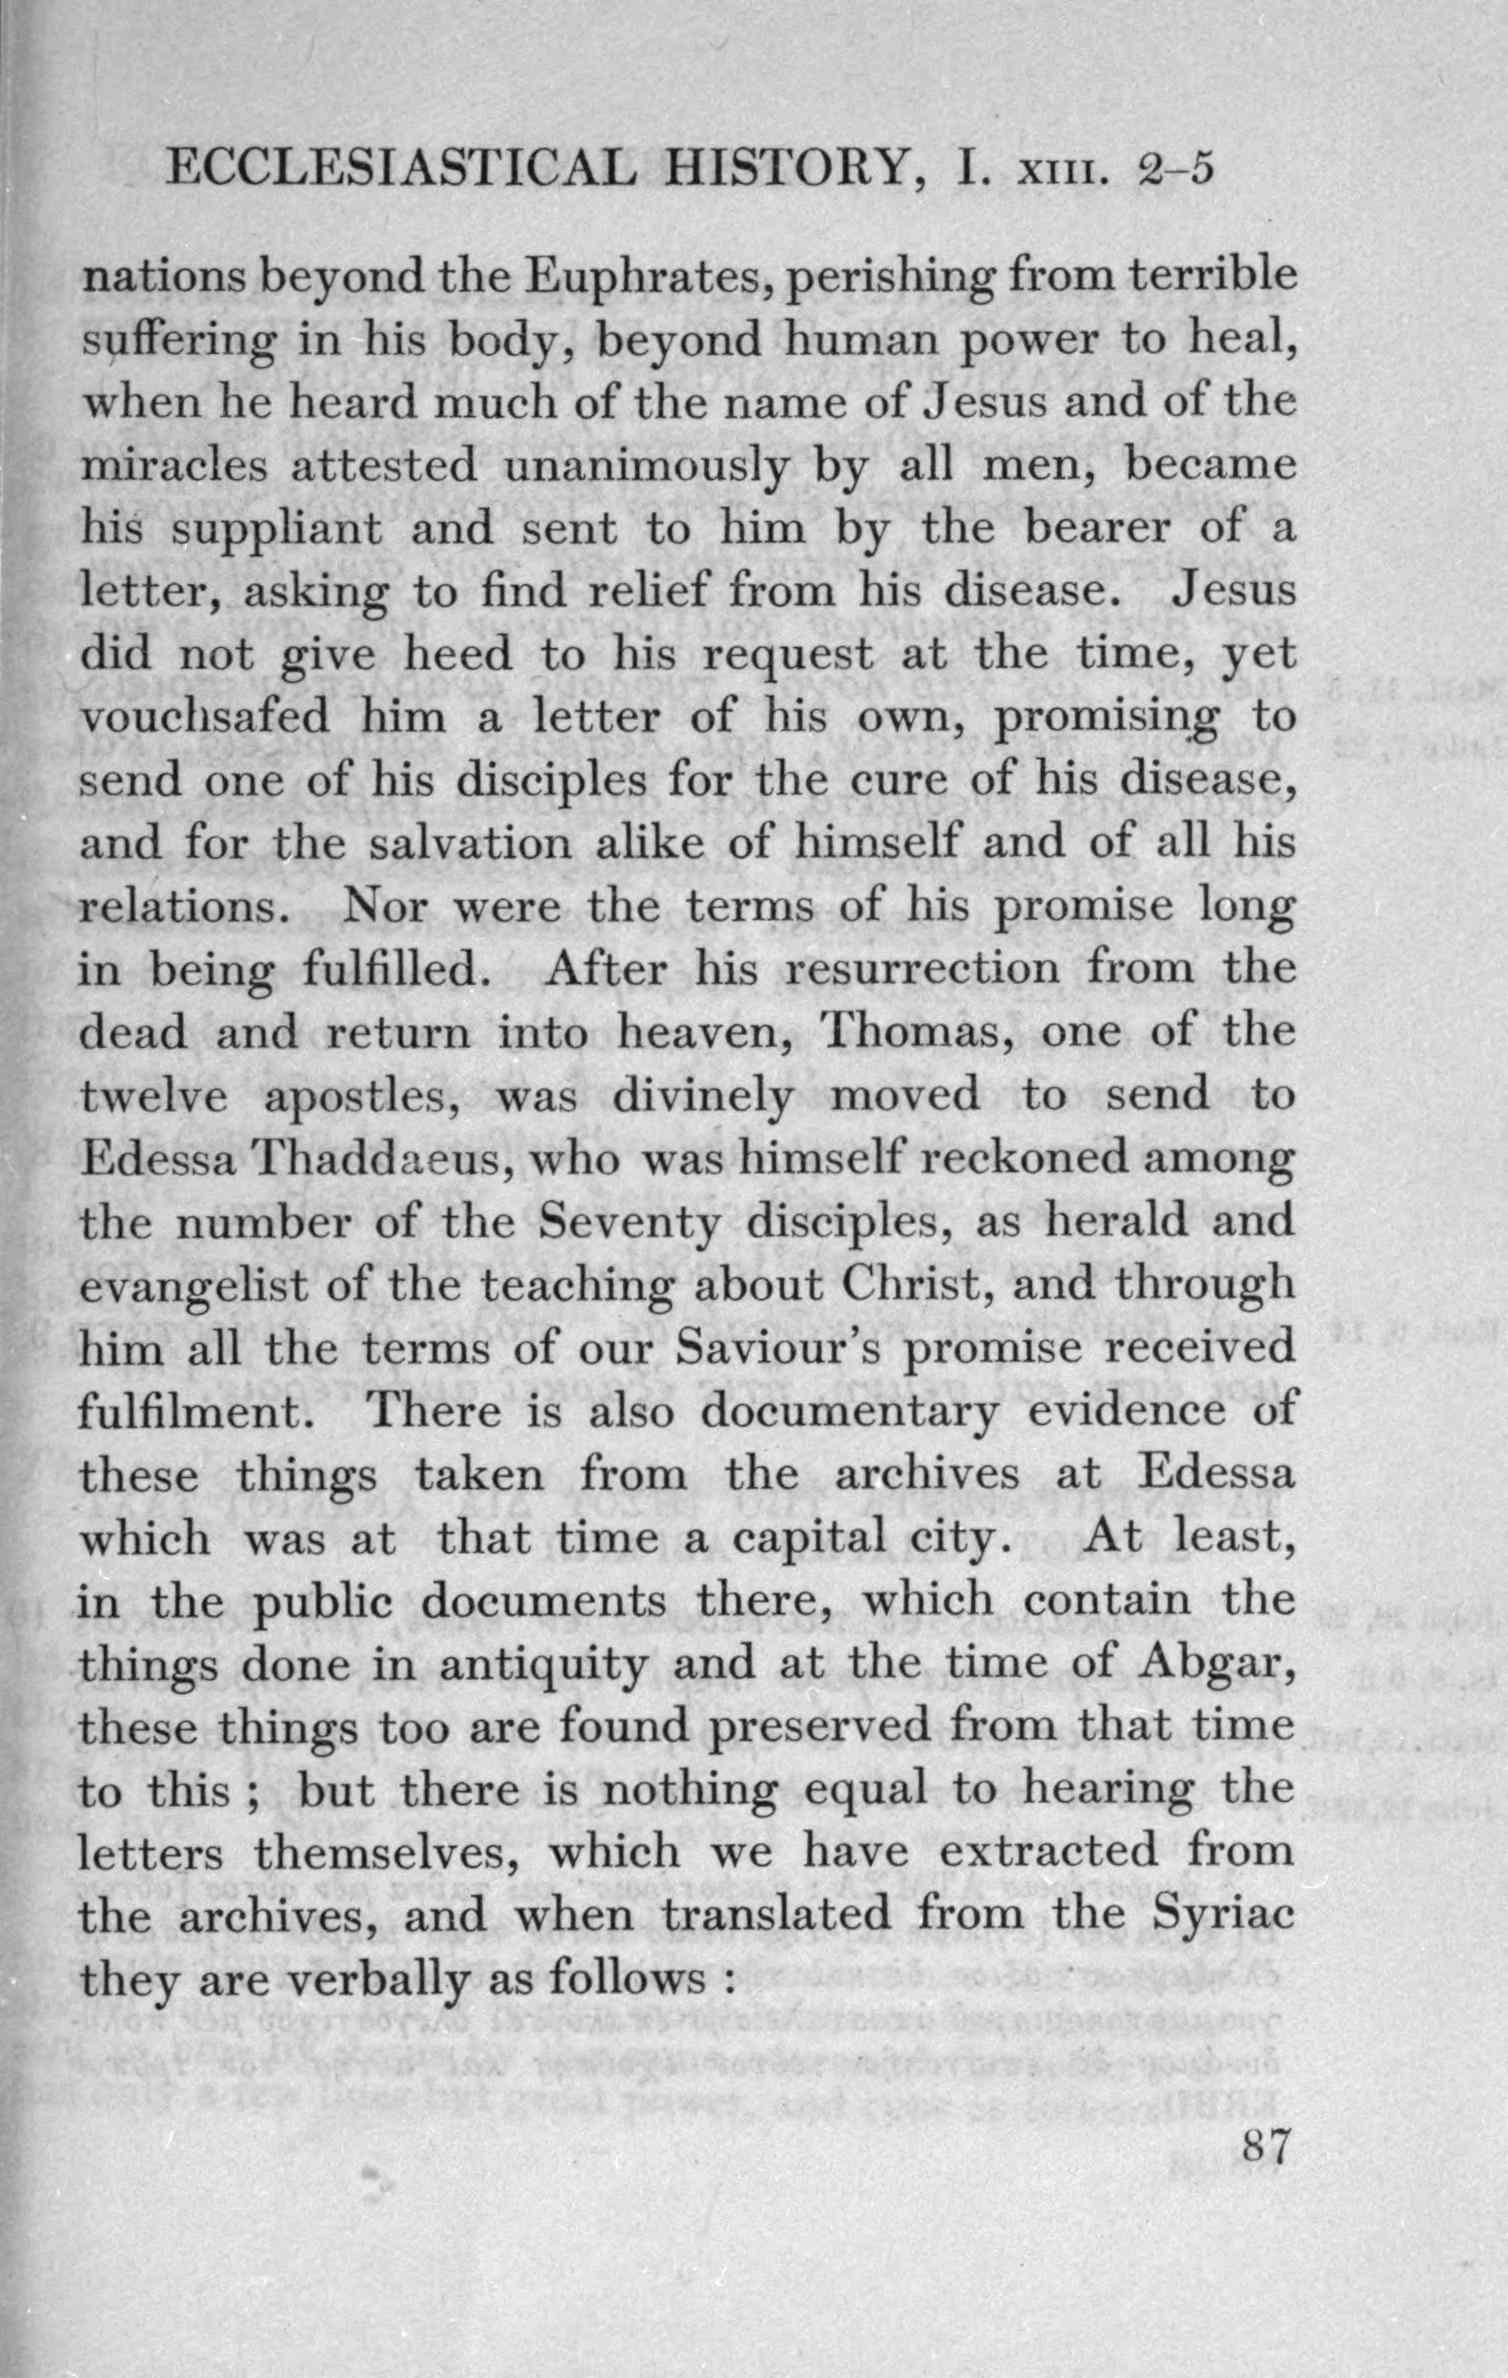 ECCLESIASTICAL HISTORY, I. XIII. 2–5
nations beyond the Euphrates, perishing from terrible
suffering in his body, beyond human power to heal,
when he heard much of the name of Jesus and of the
miracles attested unanimously by all men, became
his suppliant and sent to him by the bearer of a
letter, asking to find relief from his disease. Jesus
did not give heed to his request at the time, yet
vouchsafed him a letter of his own, promising to
send one of his disciples for the cure of his disease,
and for the salvation alike of himself and of all his
relations. Nor were the terms of his promise long
in being fulfilled. After his resurrection from the
dead and return into heaven, Thomas, one of the
twelve apostles, was divinely moved to send to
Edessa Thaddaeus, who was himself reckoned among
the number of the Seventy disciples, as herald and
evangelist of the teaching about Christ, and through
him all the terms of our Saviour's promise received
fulfilment. There is also documentary evidence of
these things taken from the archives at Edessa
which was at that time a capital city. At least,
in the public documents there, which contain the
things done in antiquity and at the time of Abgar,
these things too are found preserved from that time
to this ; but there is nothing equal to hearing the
letters themselves, which we have extracted from
the archives, and when translated from the Syriac
they are verbally as follows :
87